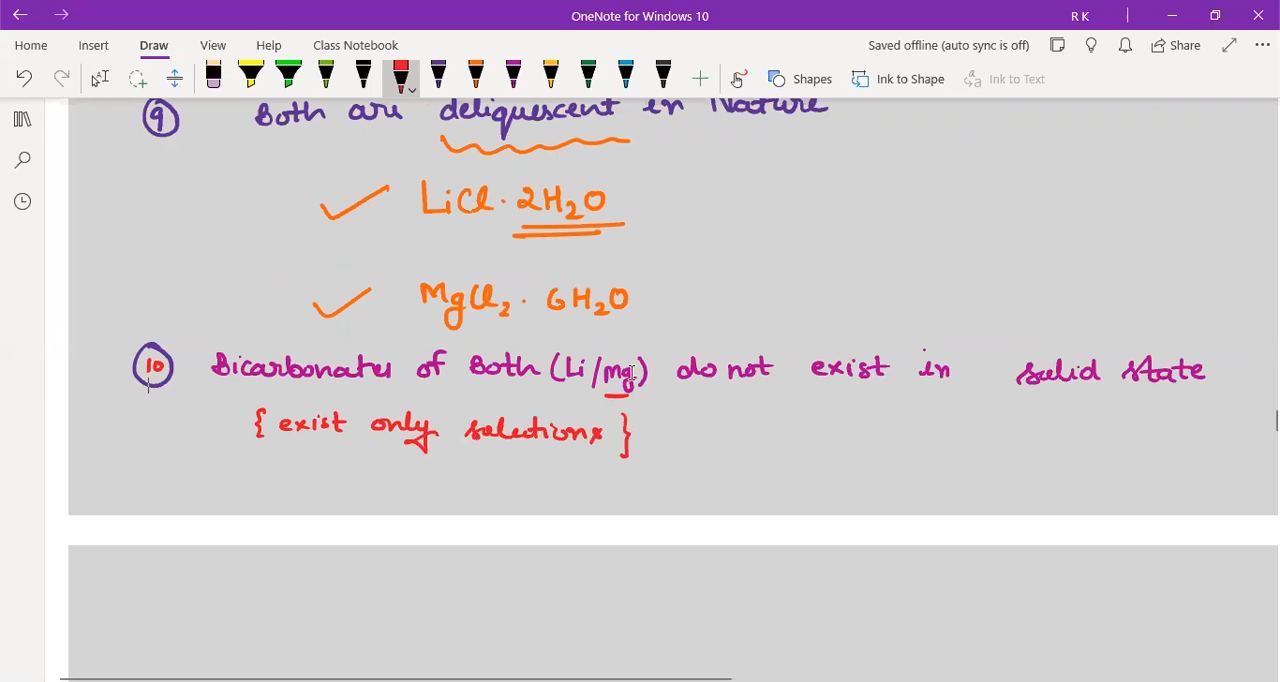 OneNote for Windows 10
R K
Home Insert Draw View Help Class Notebook
Saved offline (auto sync is off) Share
Shapes Ink to Shape Ink to Text
9 Both are deliquescent in Nature
LiCl · 2H₂O
MgCl₂ · 6H₂O
10 Bicarbonates of Both (Li/mg) do not exist in solid state
{ exist only solutions }